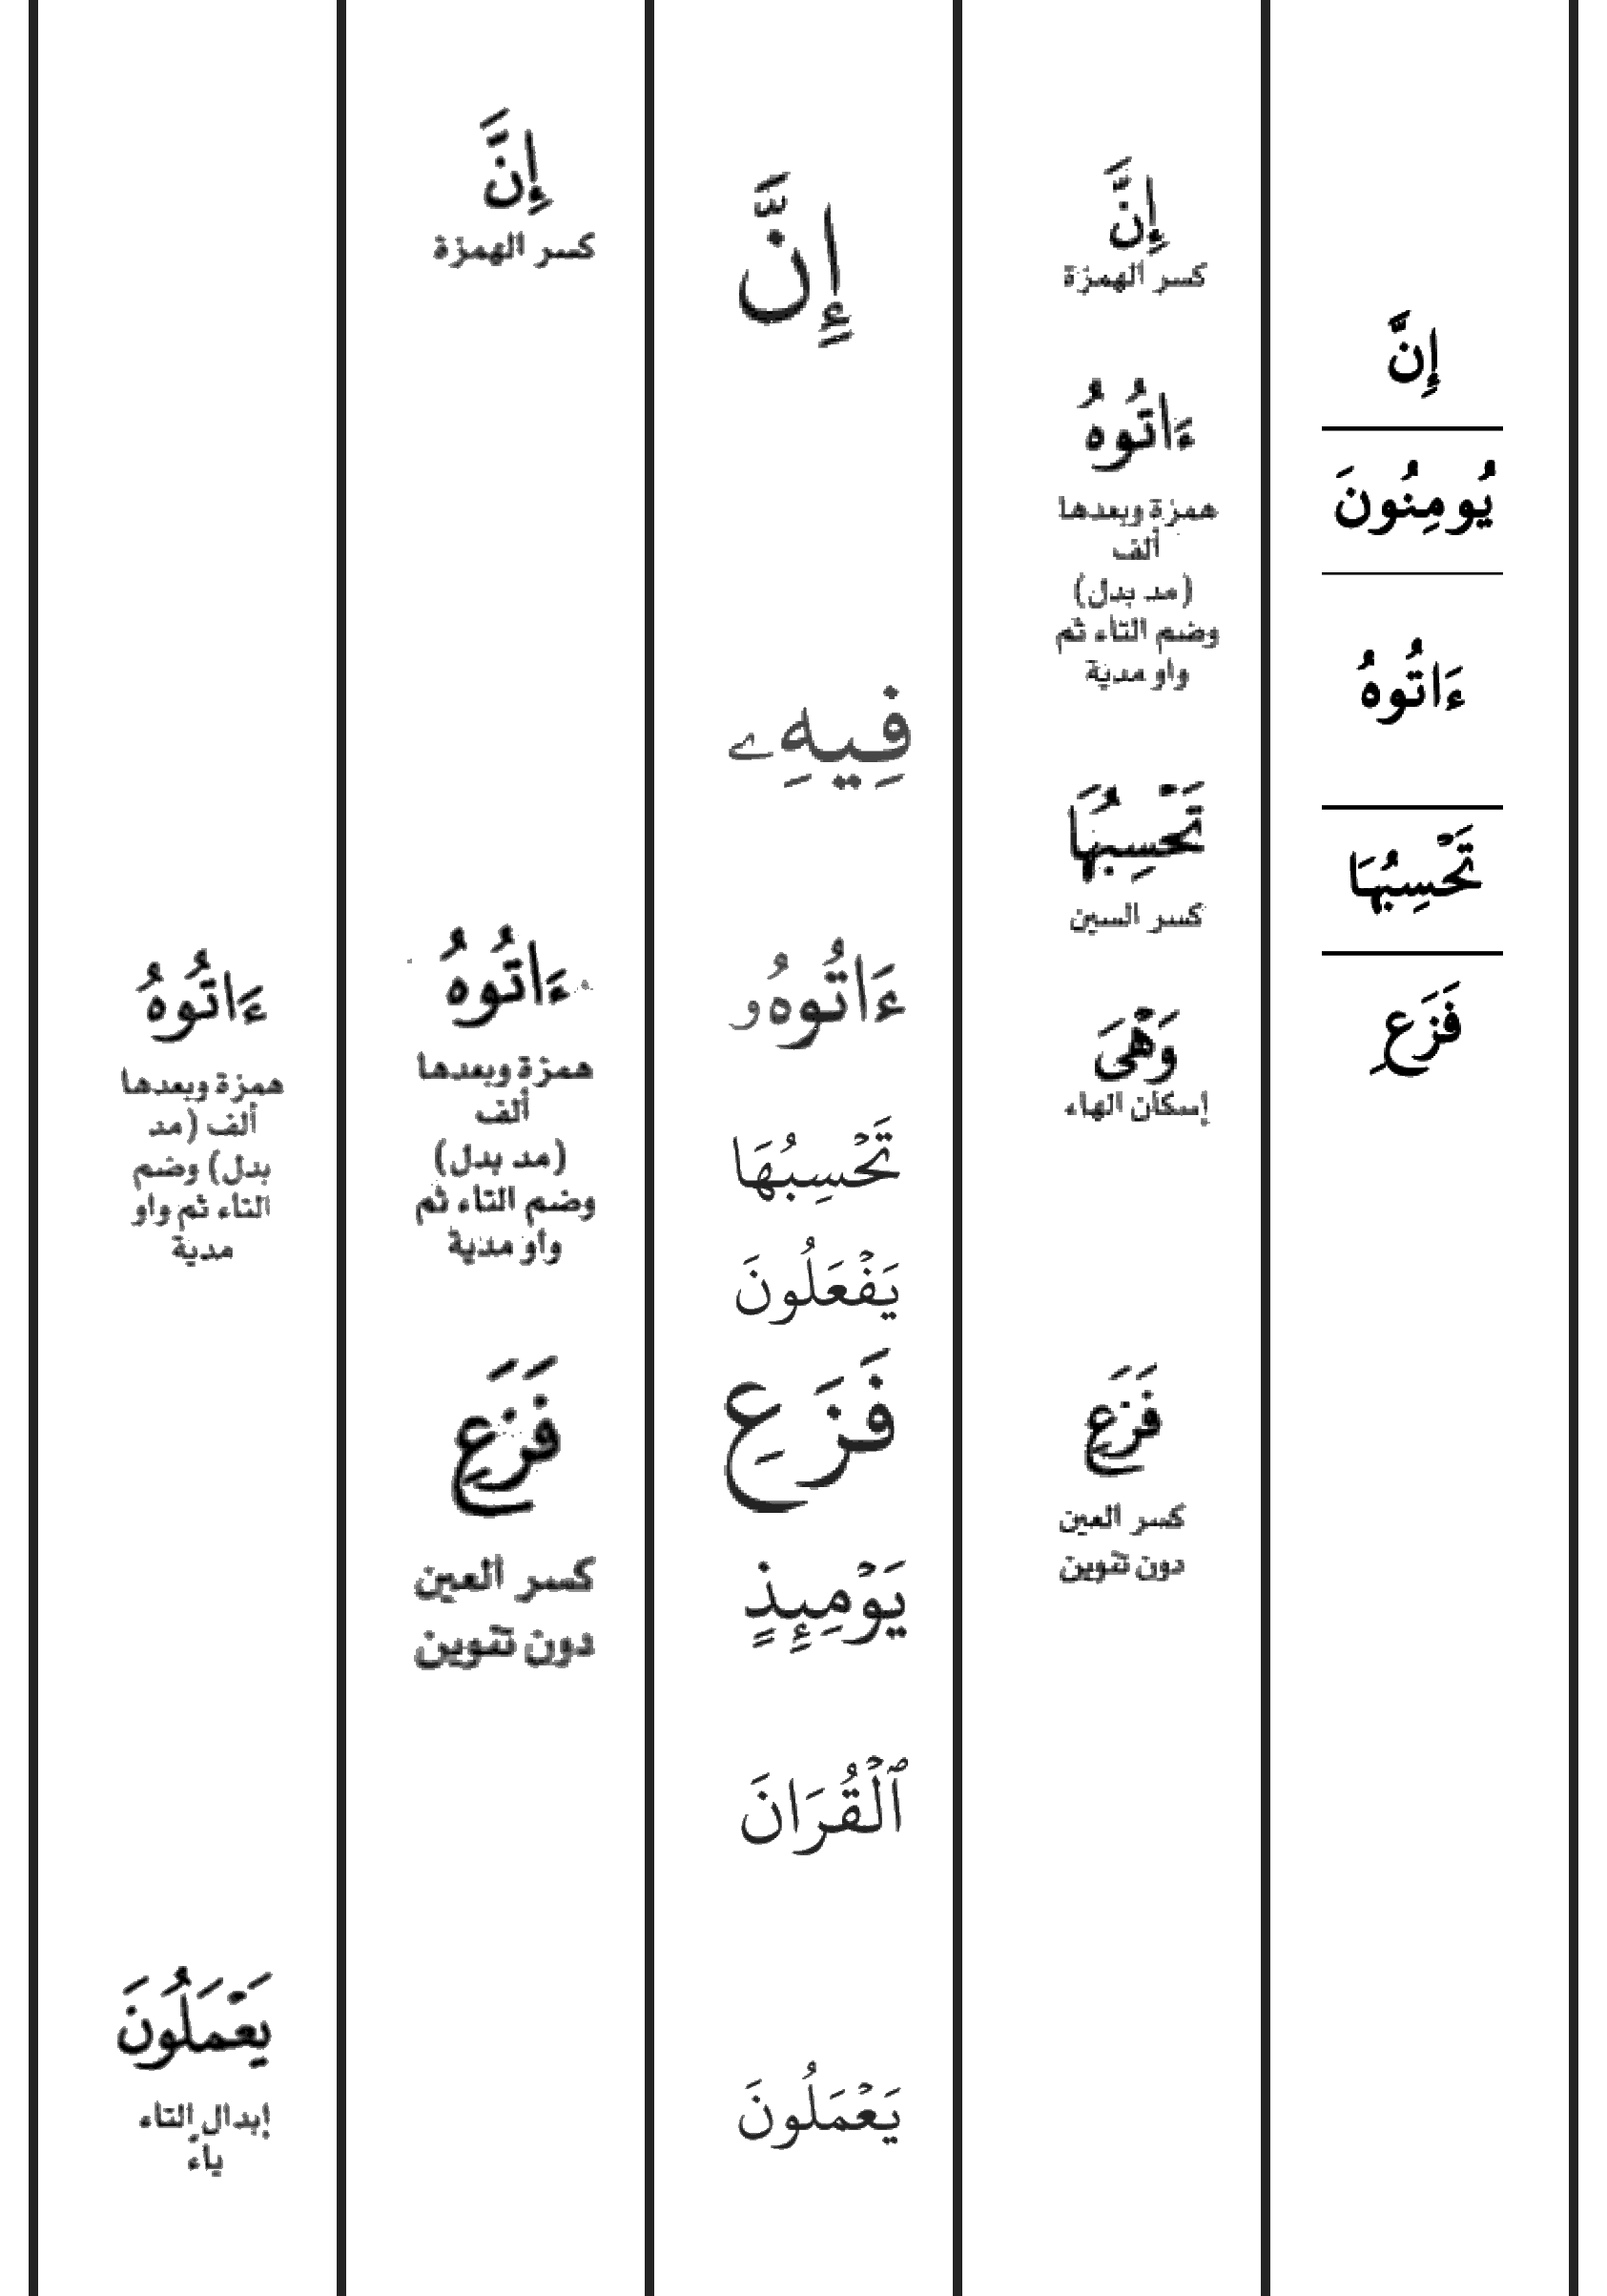 إِنَّ
يُومِنُونَ
ءَاتُوهُ
تَحْسِبُهَا
فَزَعِ
إِنَّ
كسر الهمزة
ءَاتُوهُ
همزة وبعدها
ألف
(مد بدل)
وضم التاء ثم
واو مدية
تَحْسِبُهَا
كسر السين
وَهْيَ
إسكان الهاء
فَزَعِ
كسر العين
دون تنوين
إِنَّ
فِيهِۦ
ءَاتُوهُۥ
تَحْسِبُهَا
يَفْعَلُونَ
فَزَعِ
يَوْمِئِذٍ
ٱلْقُرَانَ
يَعْمَلُونَ
إِنَّ
كسر الهمزة
ءَاتُوهُ
همزة وبعدها
ألف
(مد بدل)
وضم التاء ثم
واو مدية
فَزَعِ
كسر العين
دون تنوين
ءَاتُوهُ
همزة وبعدها
ألف (مد
بدل) وضم
التاء ثم واو
مدية
يَعْمَلُونَ
إبدال التاء
ياءً